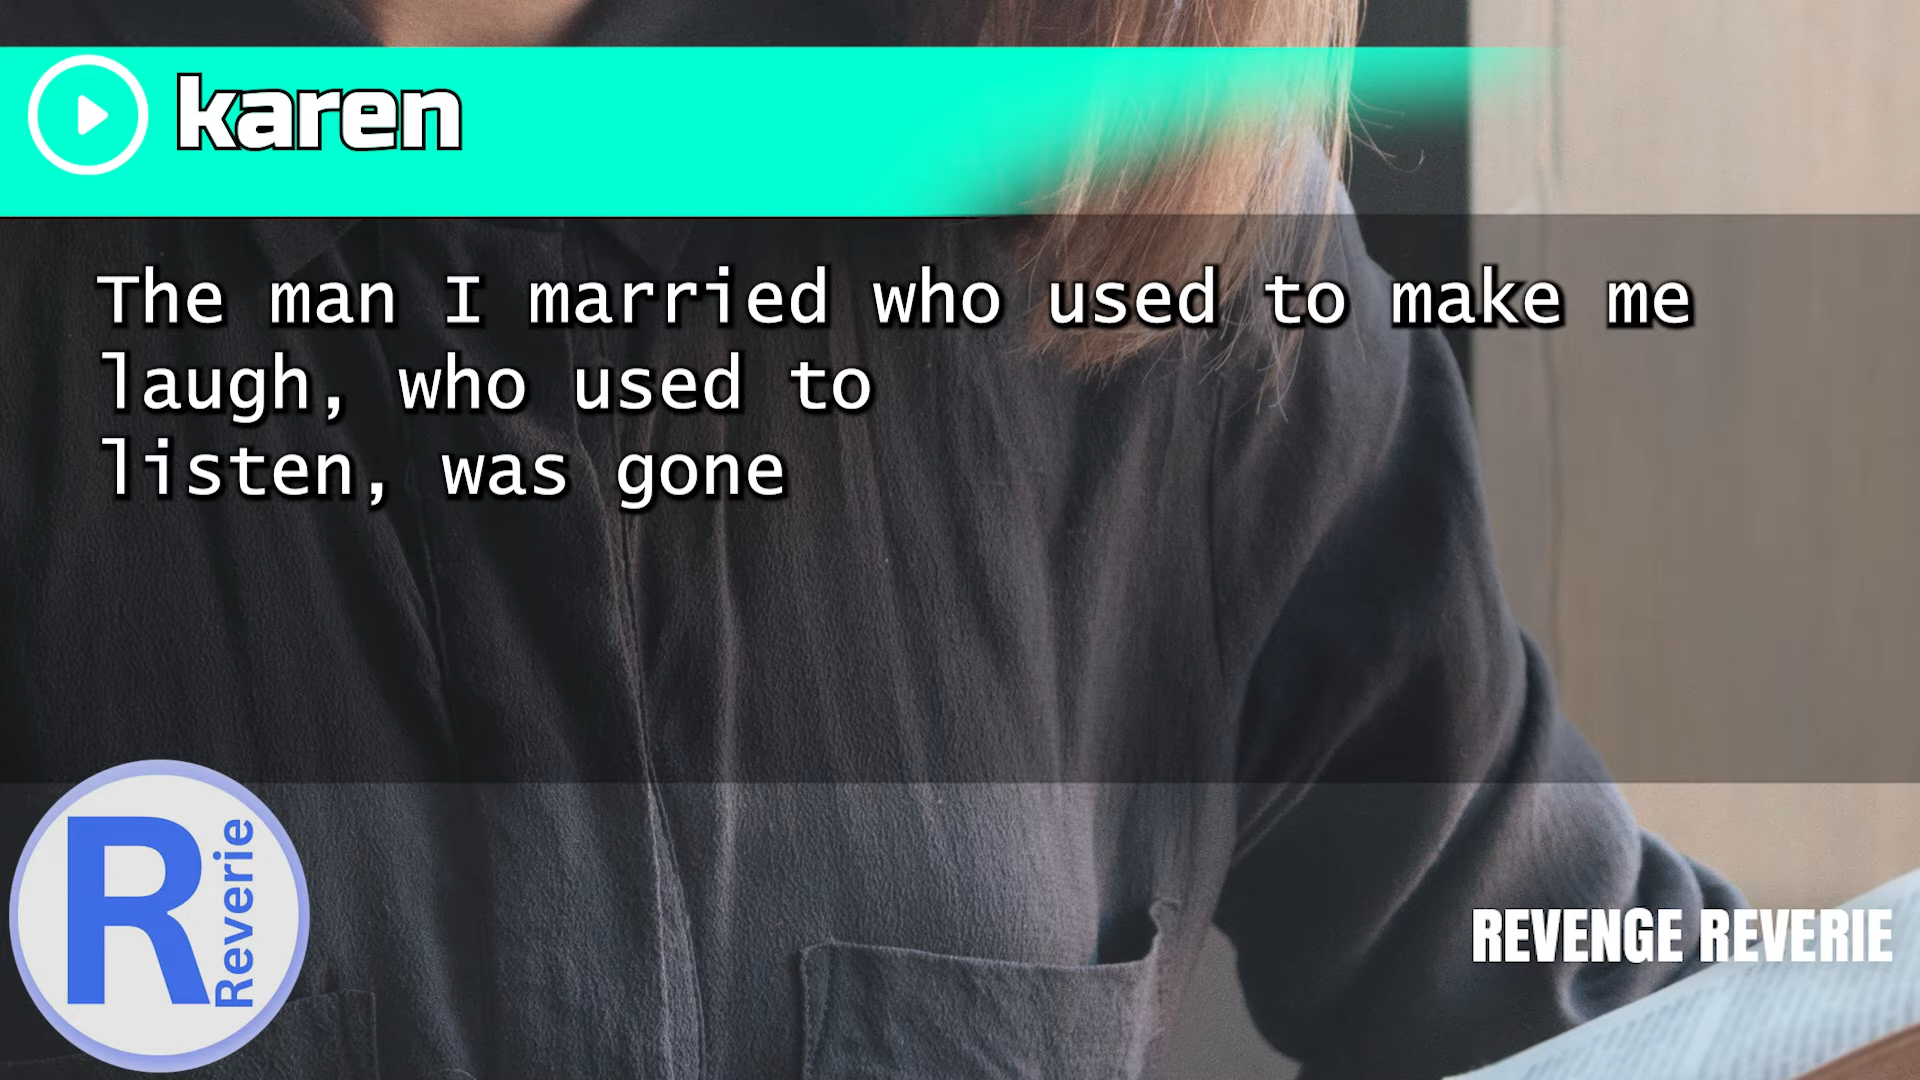 karen
The man I married who used to make me
laugh, who used to
listen, was gone
R
Reverie
REVENGE REVERIE